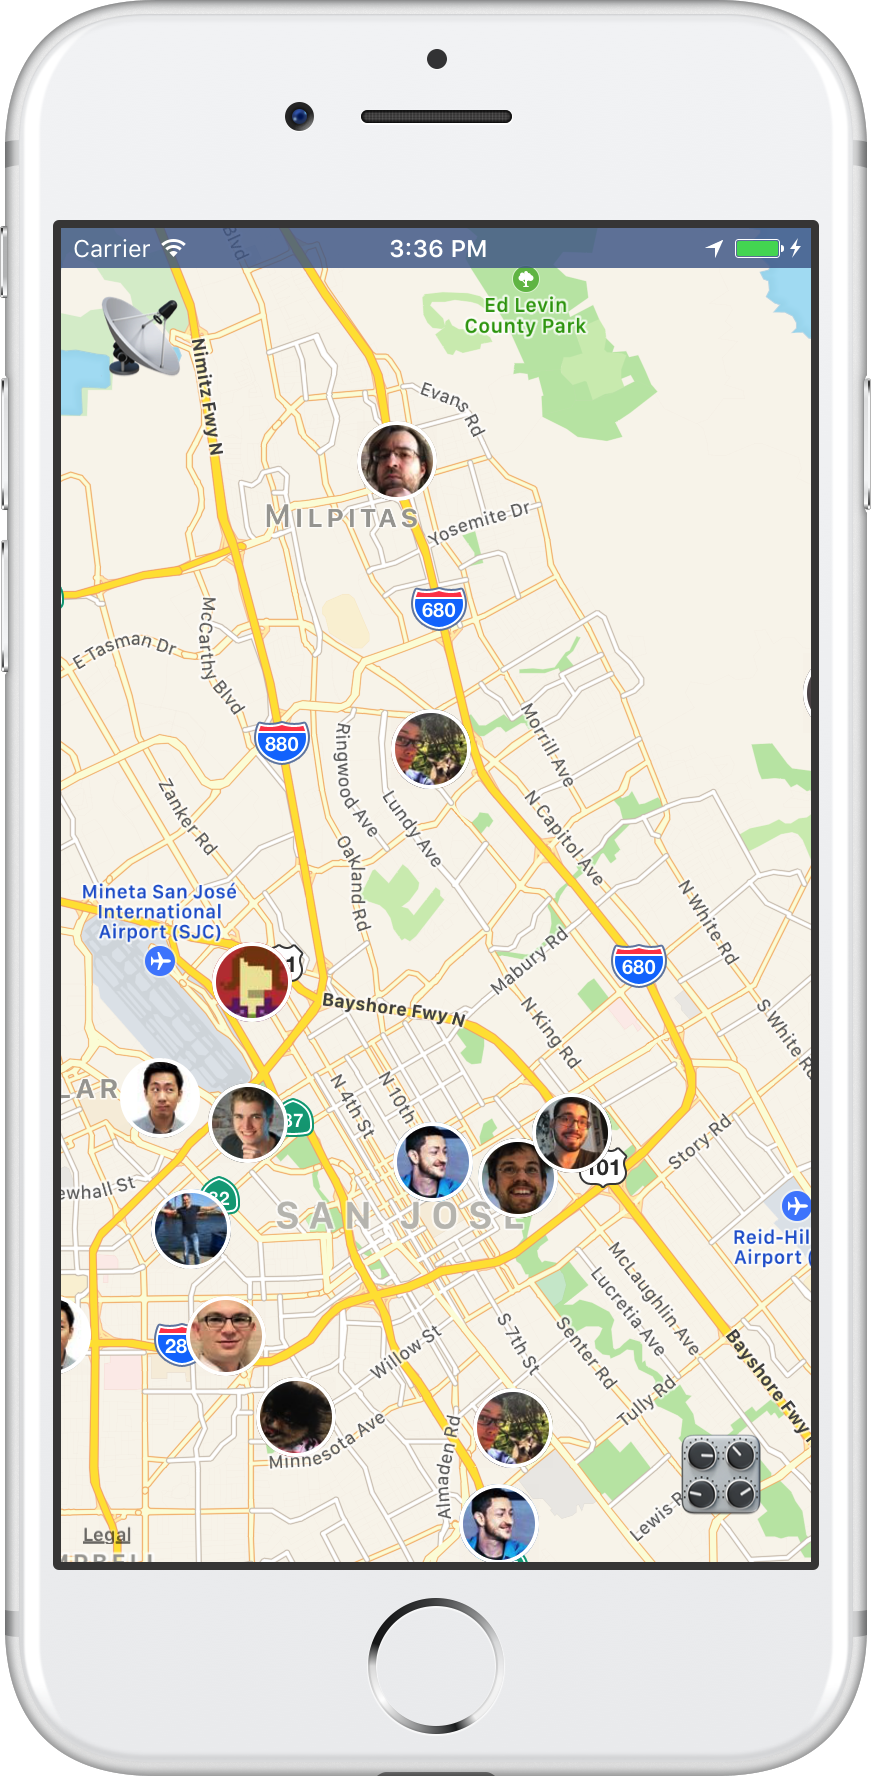 Carrier
3:36 PM
Blvd
Ed Levin
County Park
Nimitz Fwy N
Evans Rd
MILPITAS
Yosemite Dr
680
McCarthy Blvd
E Tasman Dr
880
Ringwood Ave
Morrill Ave
Lundy Ave
N Capitol Ave
Zanker Rd
Oakland Rd
Mineta San José
International
Airport (SJC)
N White Rd
Mabury Rd
680
1
Bayshore Fwy N
N King Rd
S White R
LAR
N 4th St
N 10th
87
Story Rd
101
ewhall St
82
SAN JOSE
Reid-Hil
Airport (
McLaughlin Ave
Lucretia Ave
28
Willow St
S 7th St
Senter Rd
Bayshore Fwy N
Tully Rd
Minnesota Ave
Almaden Rd
Lewis R
Legal
MPBELL